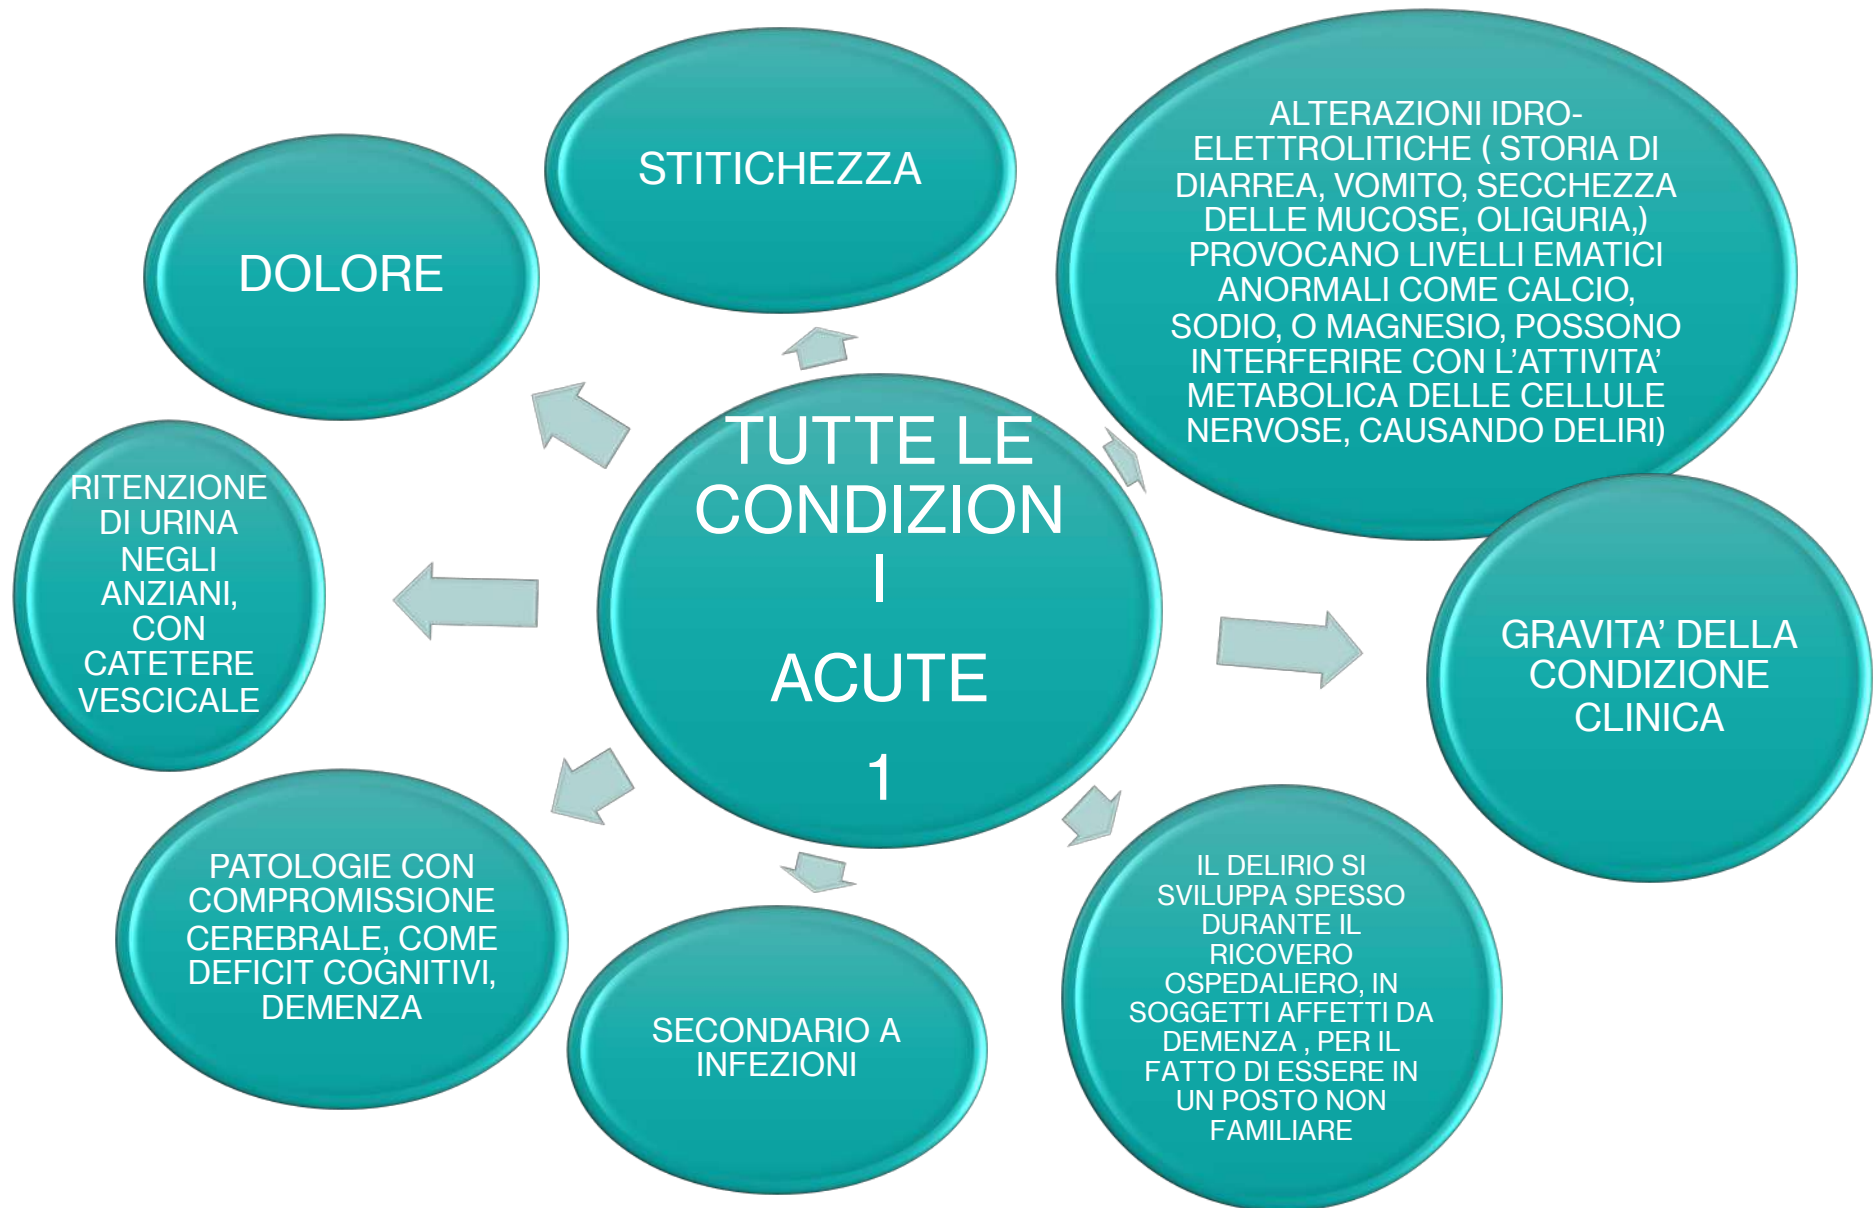 STITICHEZZA
ALTERAZIONI IDRO-
ELETTROLITICHE ( STORIA DI
DIARREA, VOMITO, SECCHEZZA
DELLE MUCOSE, OLIGURIA,)
PROVOCANO LIVELLI EMATICI
ANORMALI COME CALCIO,
SODIO, O MAGNESIO, POSSONO
INTERFERIRE CON L'ATTIVITA'
METABOLICA DELLE CELLULE
NERVOSE, CAUSANDO DELIRI)
DOLORE
TUTTE LE
CONDIZION
I
ACUTE
1
RITENZIONE
DI URINA
NEGLI
ANZIANI,
CON
CATETERE
VESCICALE
GRAVITA' DELLA
CONDIZIONE
CLINICA
PATOLOGIE CON
COMPROMISSIONE
CEREBRALE, COME
DEFICIT COGNITIVI,
DEMENZA
SECONDARIO A
INFEZIONI
IL DELIRIO SI
SVILUPPA SPESSO
DURANTE IL
RICOVERO
OSPEDALIERO, IN
SOGGETTI AFFETTI DA
DEMENZA , PER IL
FATTO DI ESSERE IN
UN POSTO NON
FAMILIARE